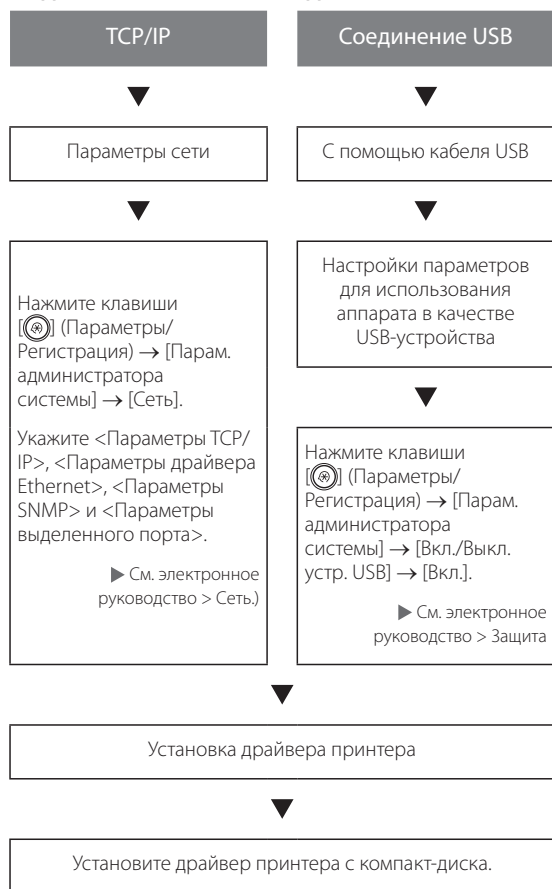 TCP/IP
Параметры сети
Нажмите клавиши
[] (Параметры/
Регистрация) → [Парам.
администратора
системы] → [Сеть].
Укажите <Параметры TCP/
IP>, <Параметры драйвера
Ethernet>, <Параметры
SNMP> и <Параметры
выделенного порта>.
▶ См. электронное
руководство > Сеть.)
Соединение USB
С помощью кабеля USB
Настройки параметров
для использования
аппарата в качестве
USB-устройства
Нажмите клавиши
[] (Параметры/
Регистрация) → [Парам.
администратора
системы] → [Вкл./Выкл.
устр. USB] → [Вкл.].
▶ См. электронное
руководство > Защита
Установка драйвера принтера
Установите драйвер принтера с компакт-диска.